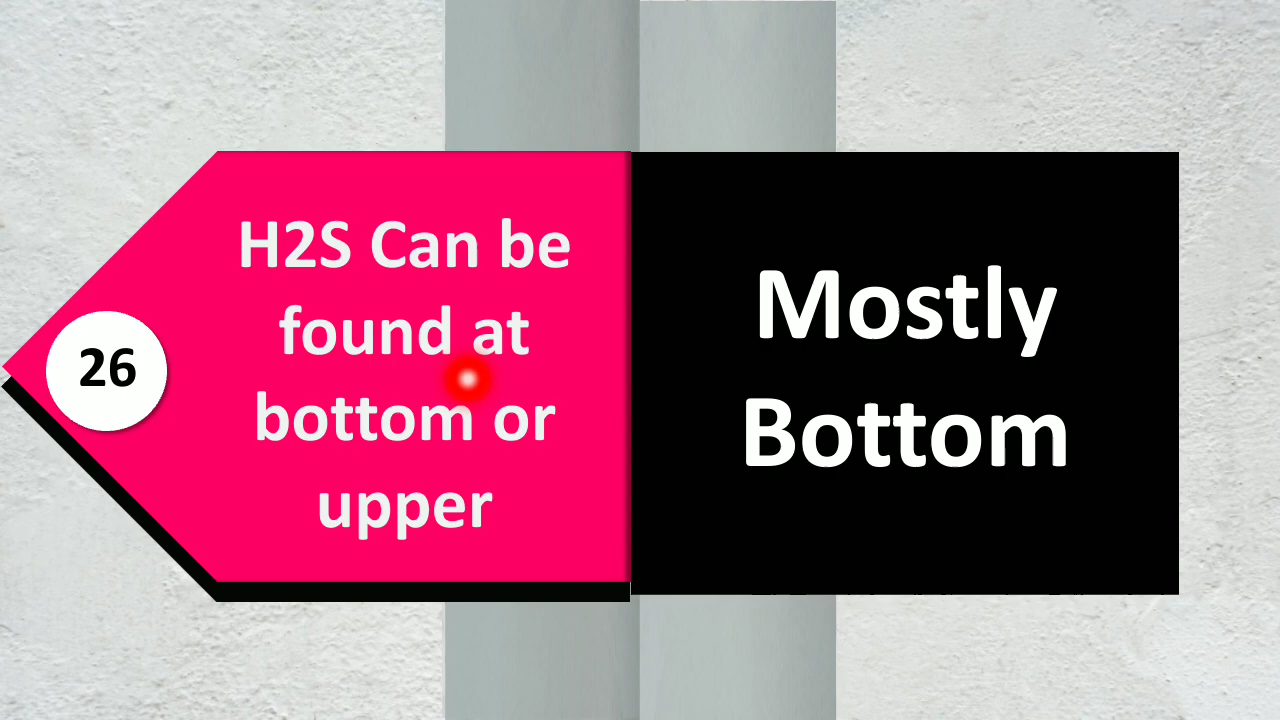 H2S Can be
found at
bottom or
upper
26
Mostly
Bottom